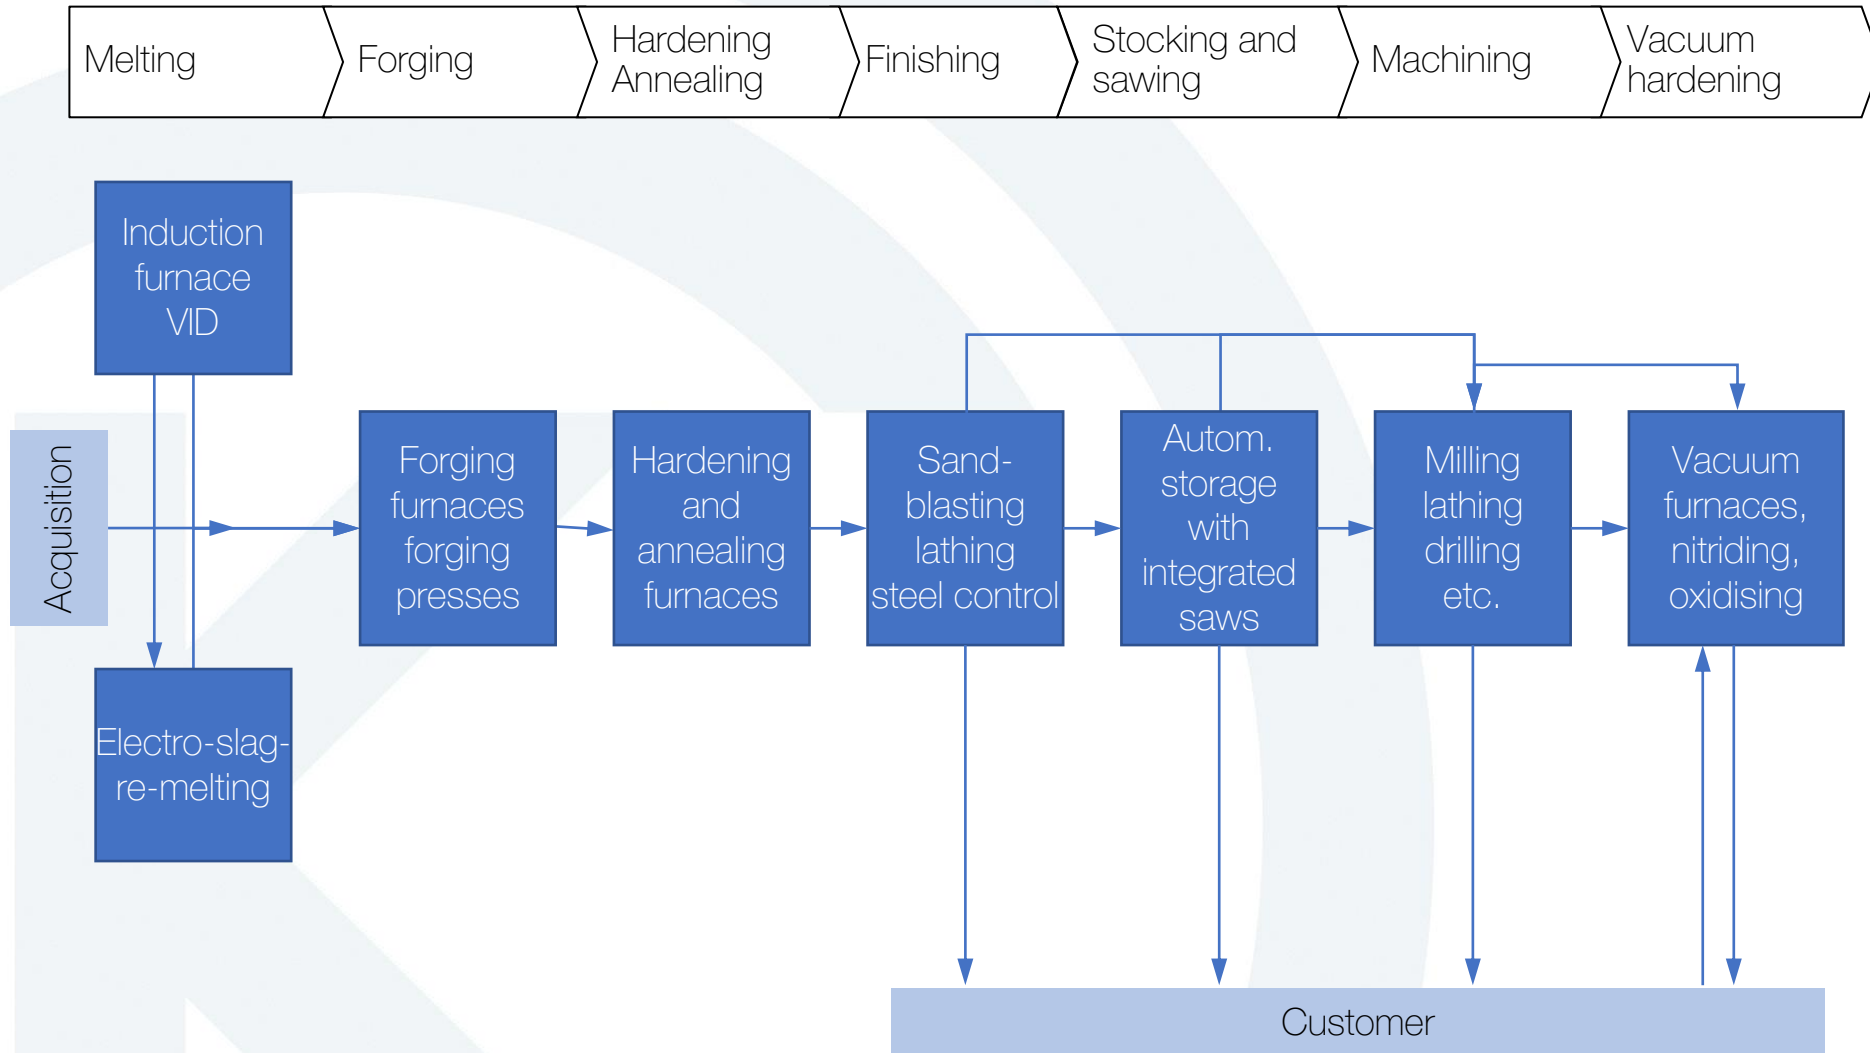 Melting
Forging
Hardening
Annealing
Finishing
Stocking and
sawing
Machining
Vacuum
hardening
Induction
furnace
VID
Acquisition
Forging
furnaces
forging
presses
Hardening
and
annealing
furnaces
Sand-
blasting
lathing
steel control
Autom.
storage
with
integrated
saws
Milling
lathing
drilling
etc.
Vacuum
furnaces,
nitriding,
oxidising
Electro-slag-
re-melting
Customer